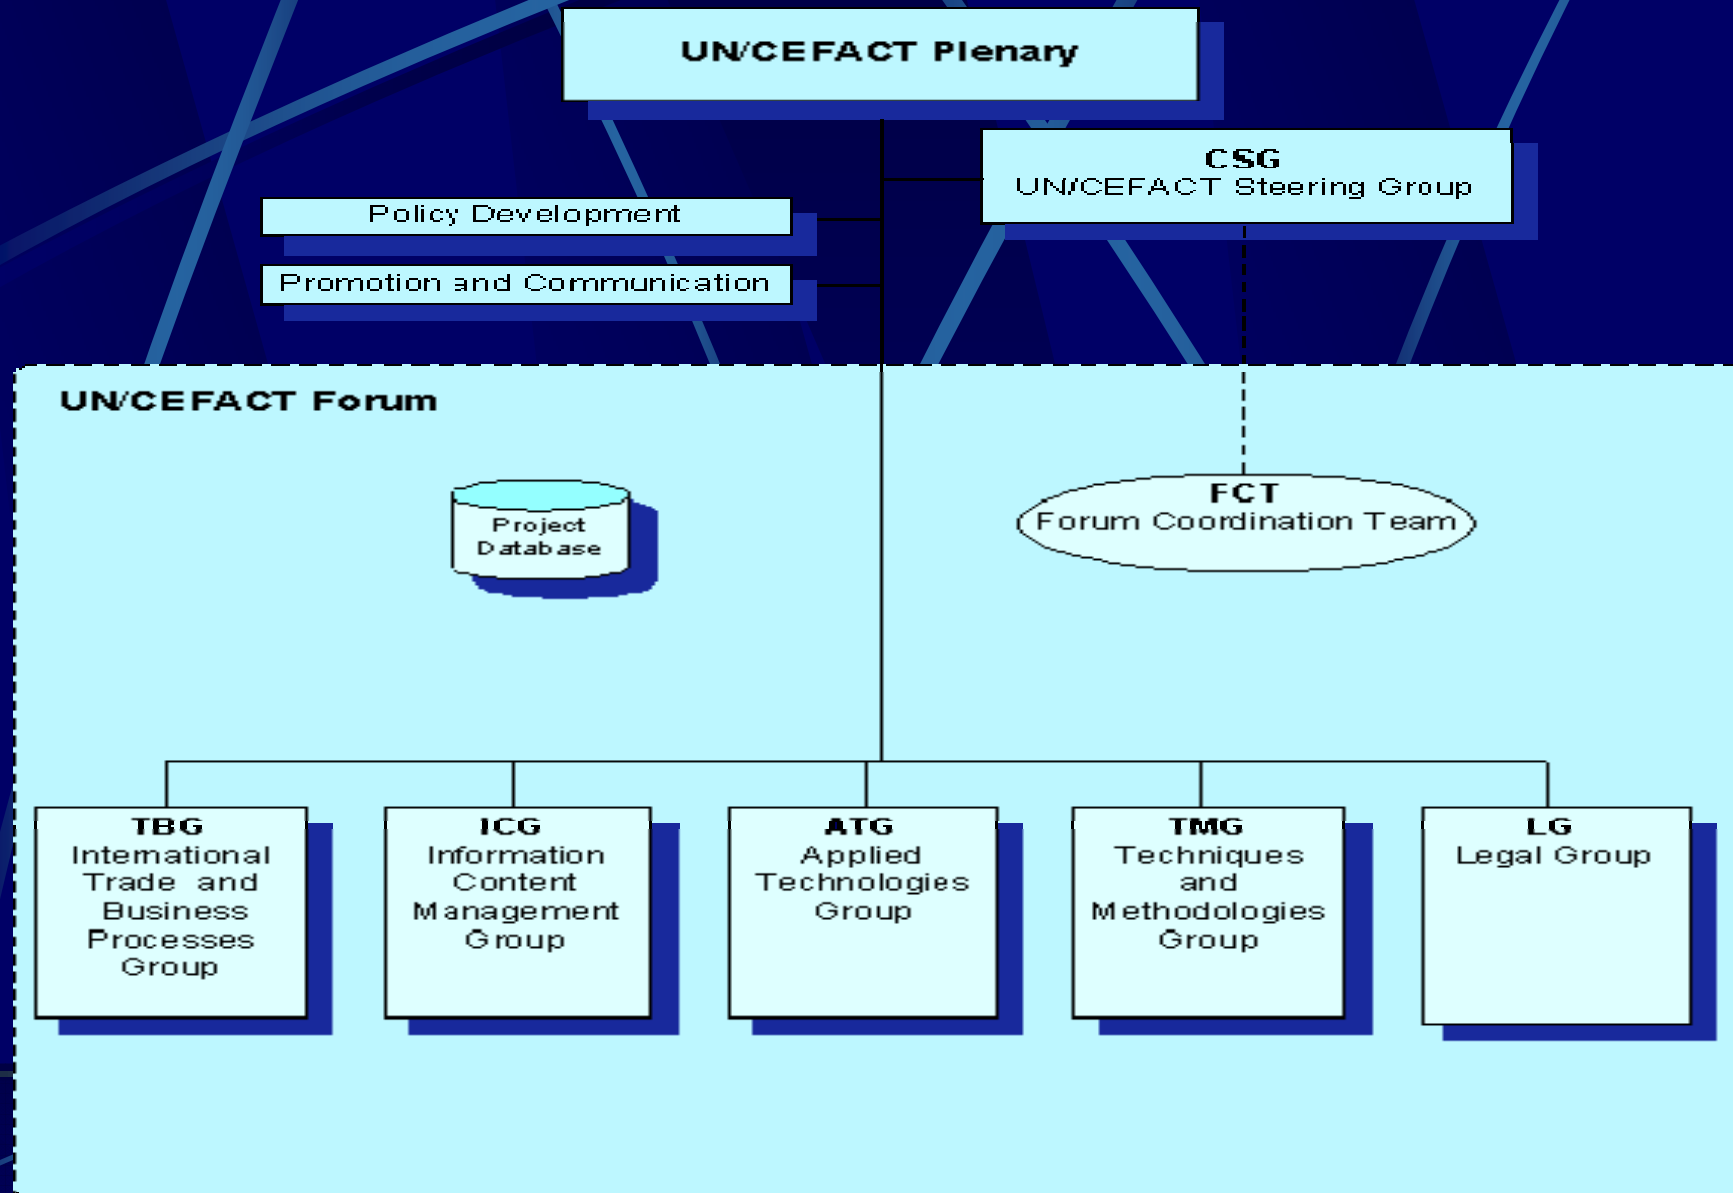 UN/CEFACT Plenary
CSG
UN/CEFACT Steering Group
Policy Development
Promotion and Communication
UN/CEFACT Forum
Project
Database
FCT
Forum Coordination Team
TBG
International
Trade and
Business
Processes
Group
ICG
Information
Content
Management
Group
ATG
Applied
Technologies
Group
TMG
Techniques
and
Methodologies
Group
LG
Legal Group